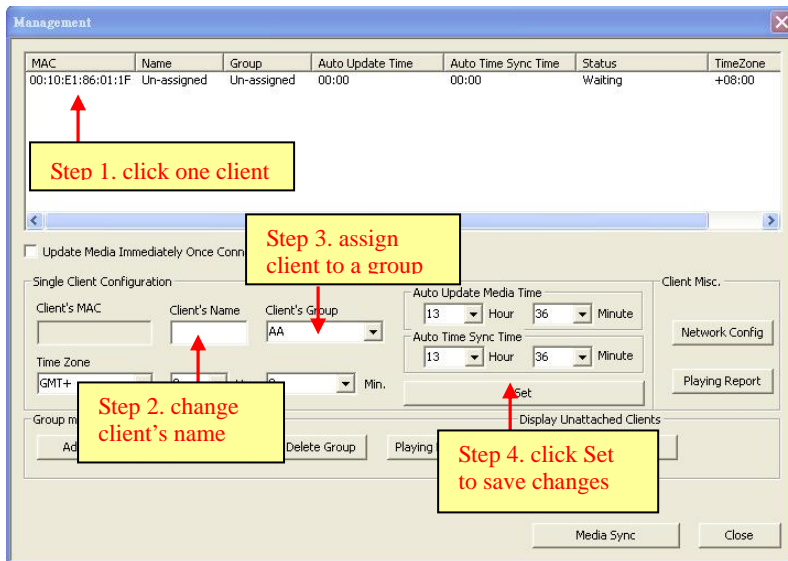 Management
MAC Name Group Auto Update Time Auto Time Sync Time Status TimeZone
00:10:E1:86:01:1F Un-assigned Un-assigned 00:00 00:00 Waiting +08:00
Step 1. click one client
Update Media Immediately Once
Step 3. assign
client to a group
Single Client Configuration
Client's MAC
Client's Name
Client's Group
AA
Auto Update Media Time
13 Hour 36 Minute
Auto Time Sync Time
13 Hour 36 Minute
Client Misc.
Network Config
Playing Report
Time Zone
GMT+ Min.
Set
Step 2. change
client's name
Step 4. click Set
to save changes
Group
Display Unattached Clients
Delete Group
Playing
Media Sync
Close